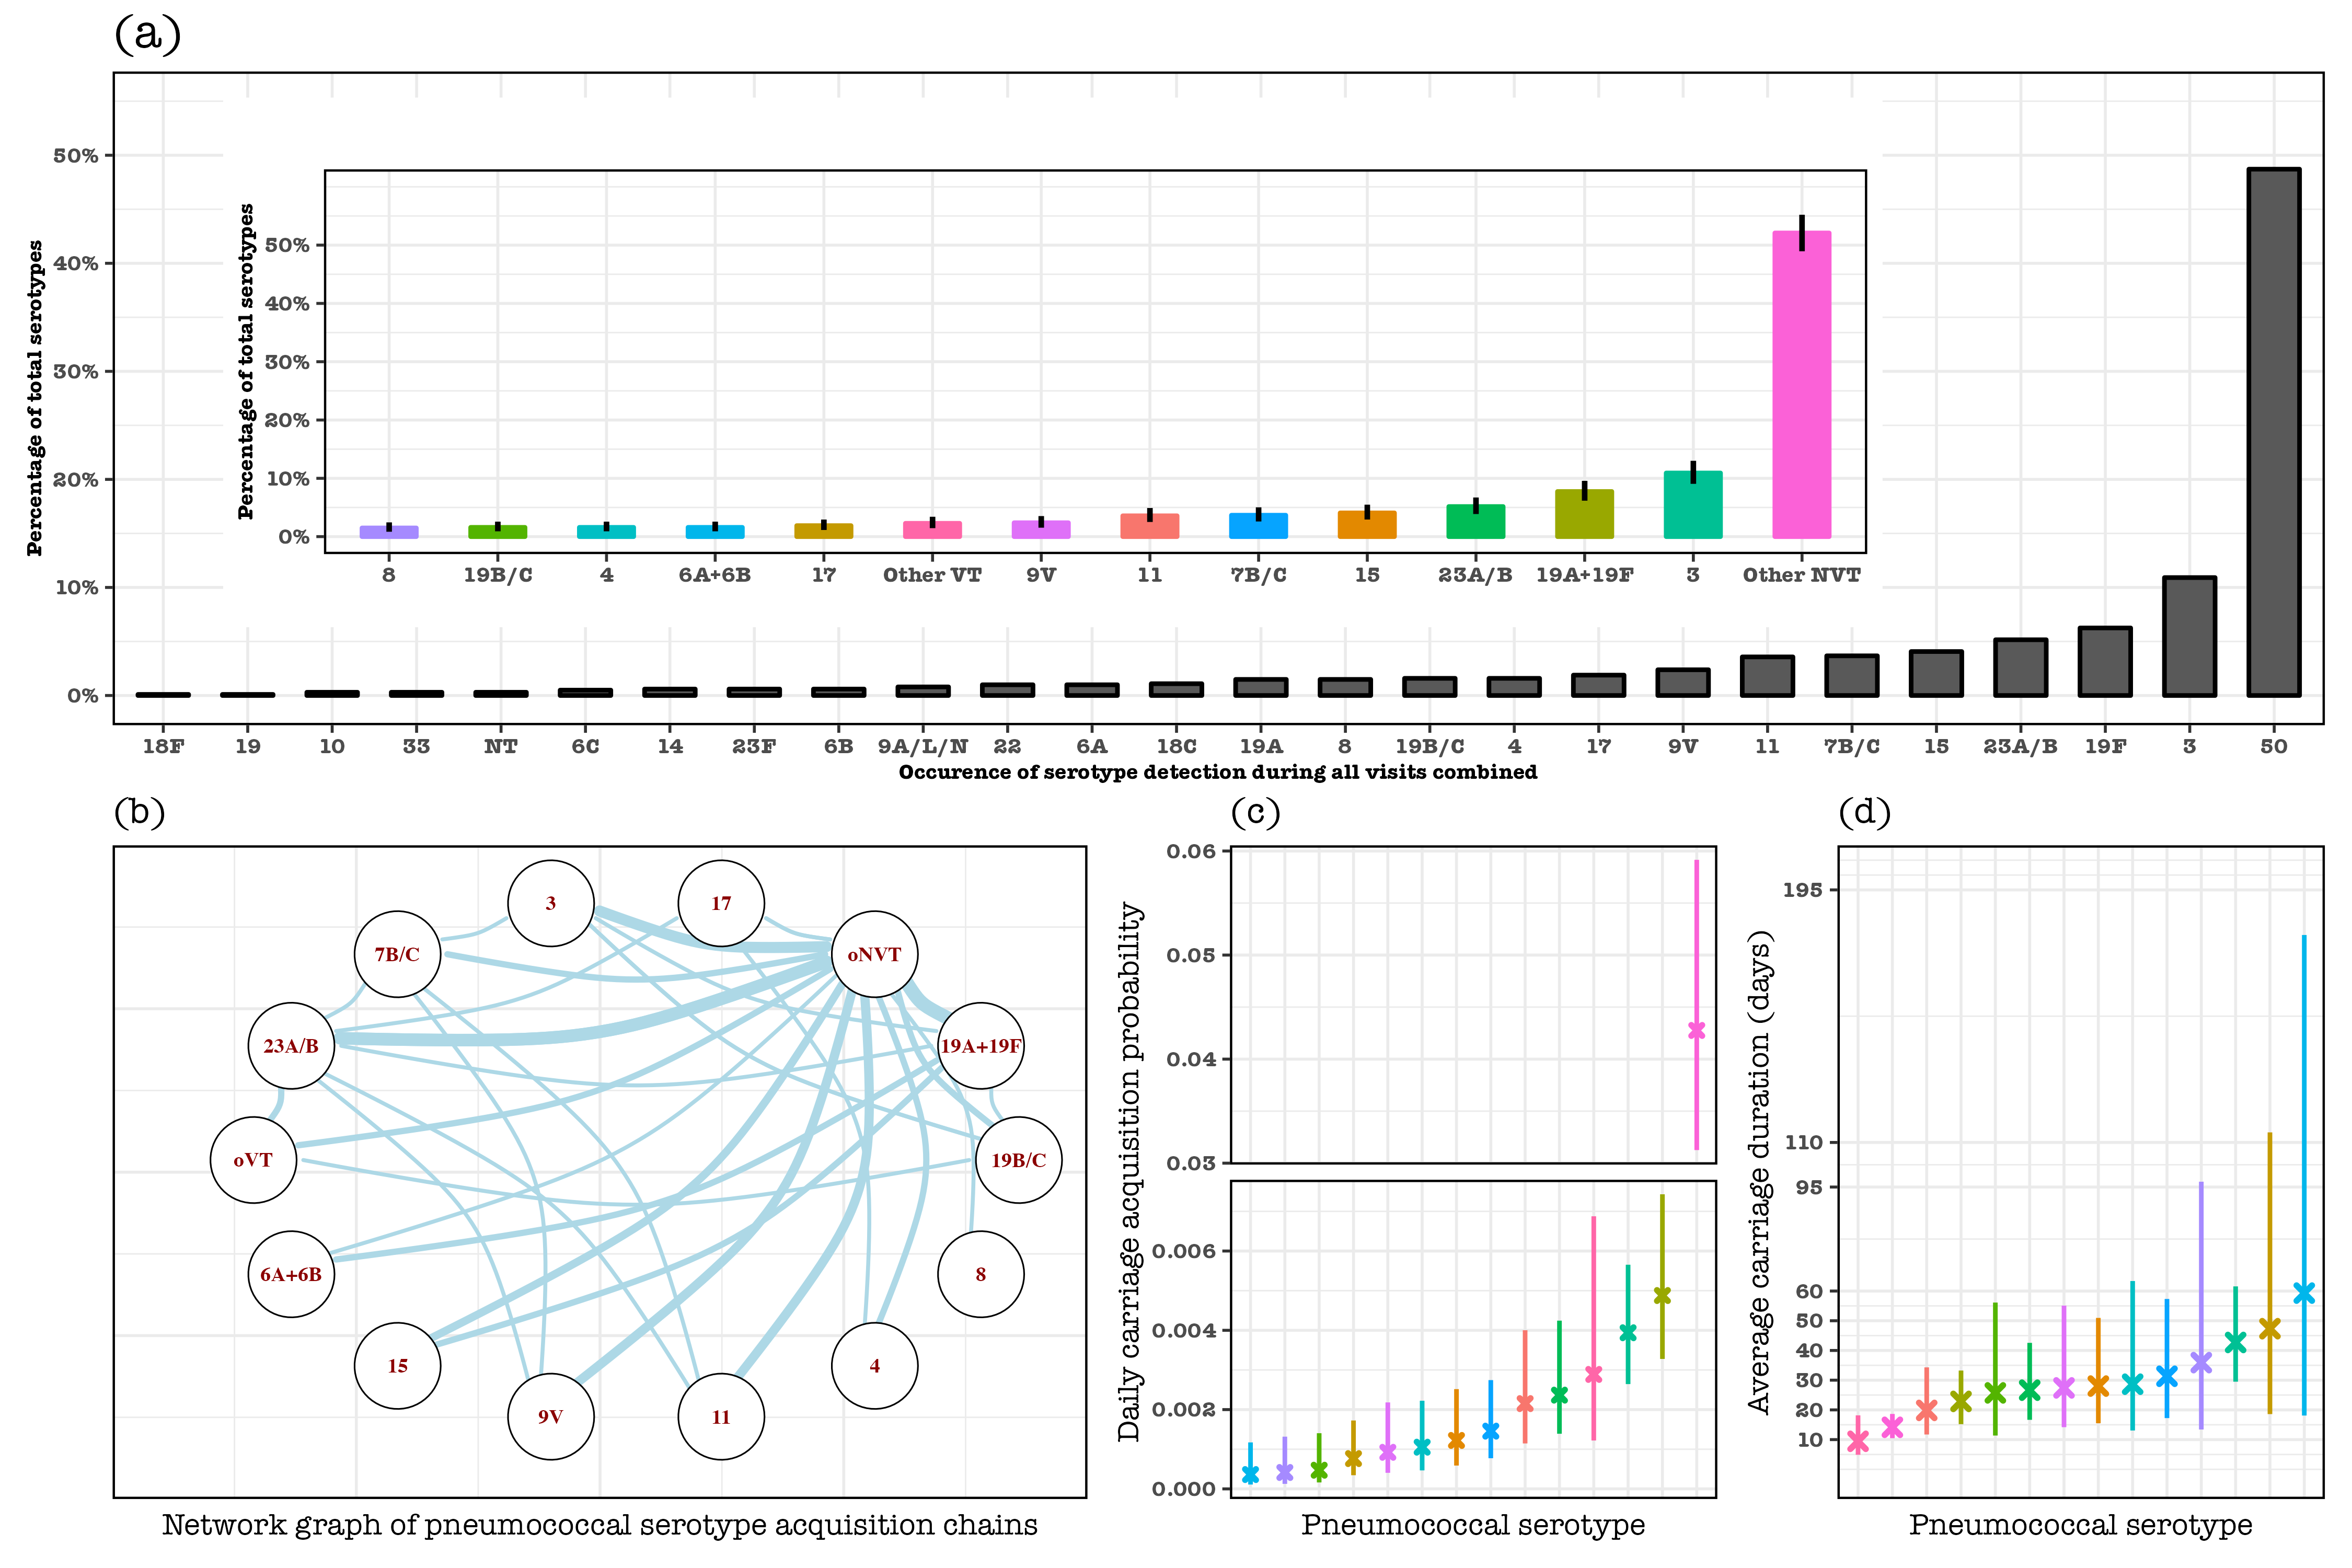 (a)
Percentage of total serotypes
50%
40%
30%
20%
10%
0%
Percentage of total serotypes
50%
40%
30%
20%
10%
0%
8 19B/C 4 6A+6B 17 Other VT 9V 11 7B/C 15 23A/B 19A+19F 3 Other NVT
18F 19 10 33 NT 6C 14 23F 6B 9A/L/N 22 6A 18C 19A 8 19B/C 4 17 9V 11 7B/C 15 23A/B 19F 3 50
Occurence of serotype detection during all visits combined
(b)
3 17
7B/C oNVT
23A/B 19A+19F
oVT 19B/C
6A+6B 8
15 4
9V 11
Network graph of pneumococcal serotype acquisition chains
(c)
Daily carriage acquisition probability
0.06
0.05
0.04
0.03
0.006
0.004
0.002
0.000
Pneumococcal serotype
(d)
Average carriage duration (days)
195
110
95
60
50
40
30
20
10
Pneumococcal serotype